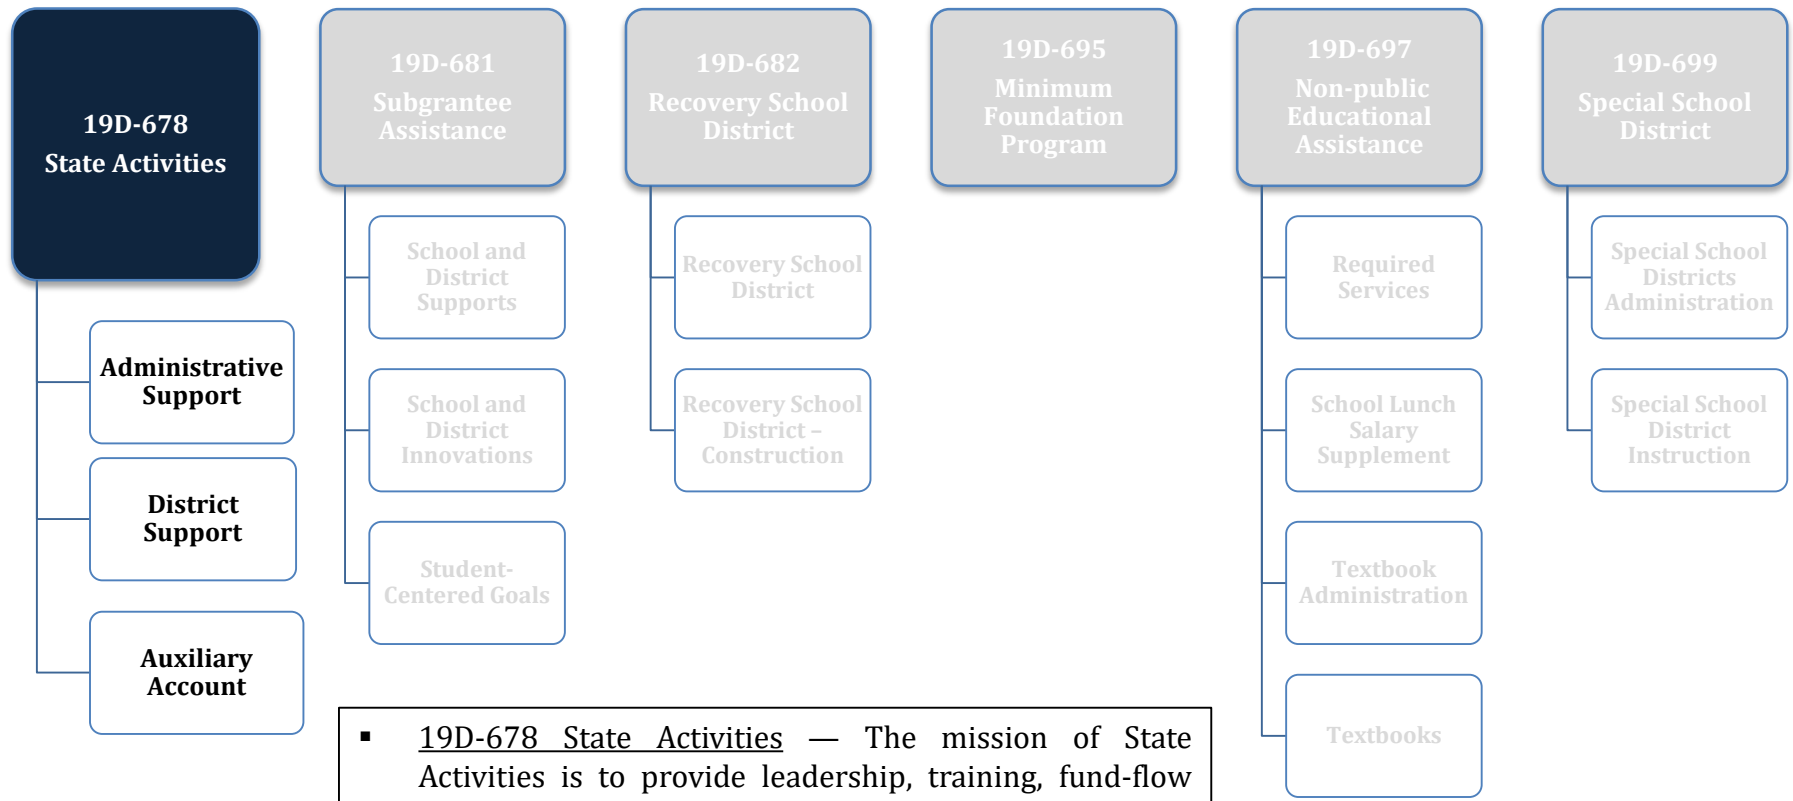 19D-678
State Activities
Administrative
Support
District
Support
Auxiliary
Account
19D-681
Subgrantee
Assistance
School and
District
Supports
School and
District
Innovations
Student-
Centered Goals
19D-682
Recovery School
District
Recovery School
District
Recovery School
District –
Construction
19D-695
Minimum
Foundation
Program
19D-697
Non-public
Educational
Assistance
Required
Services
School Lunch
Salary
Supplement
Textbook
Administration
Textbooks
19D-699
Special School
District
Special School
Districts
Administration
Special School
District
Instruction
▪ 19D-678 State Activities — The mission of State
Activities is to provide leadership, training, fund-flow